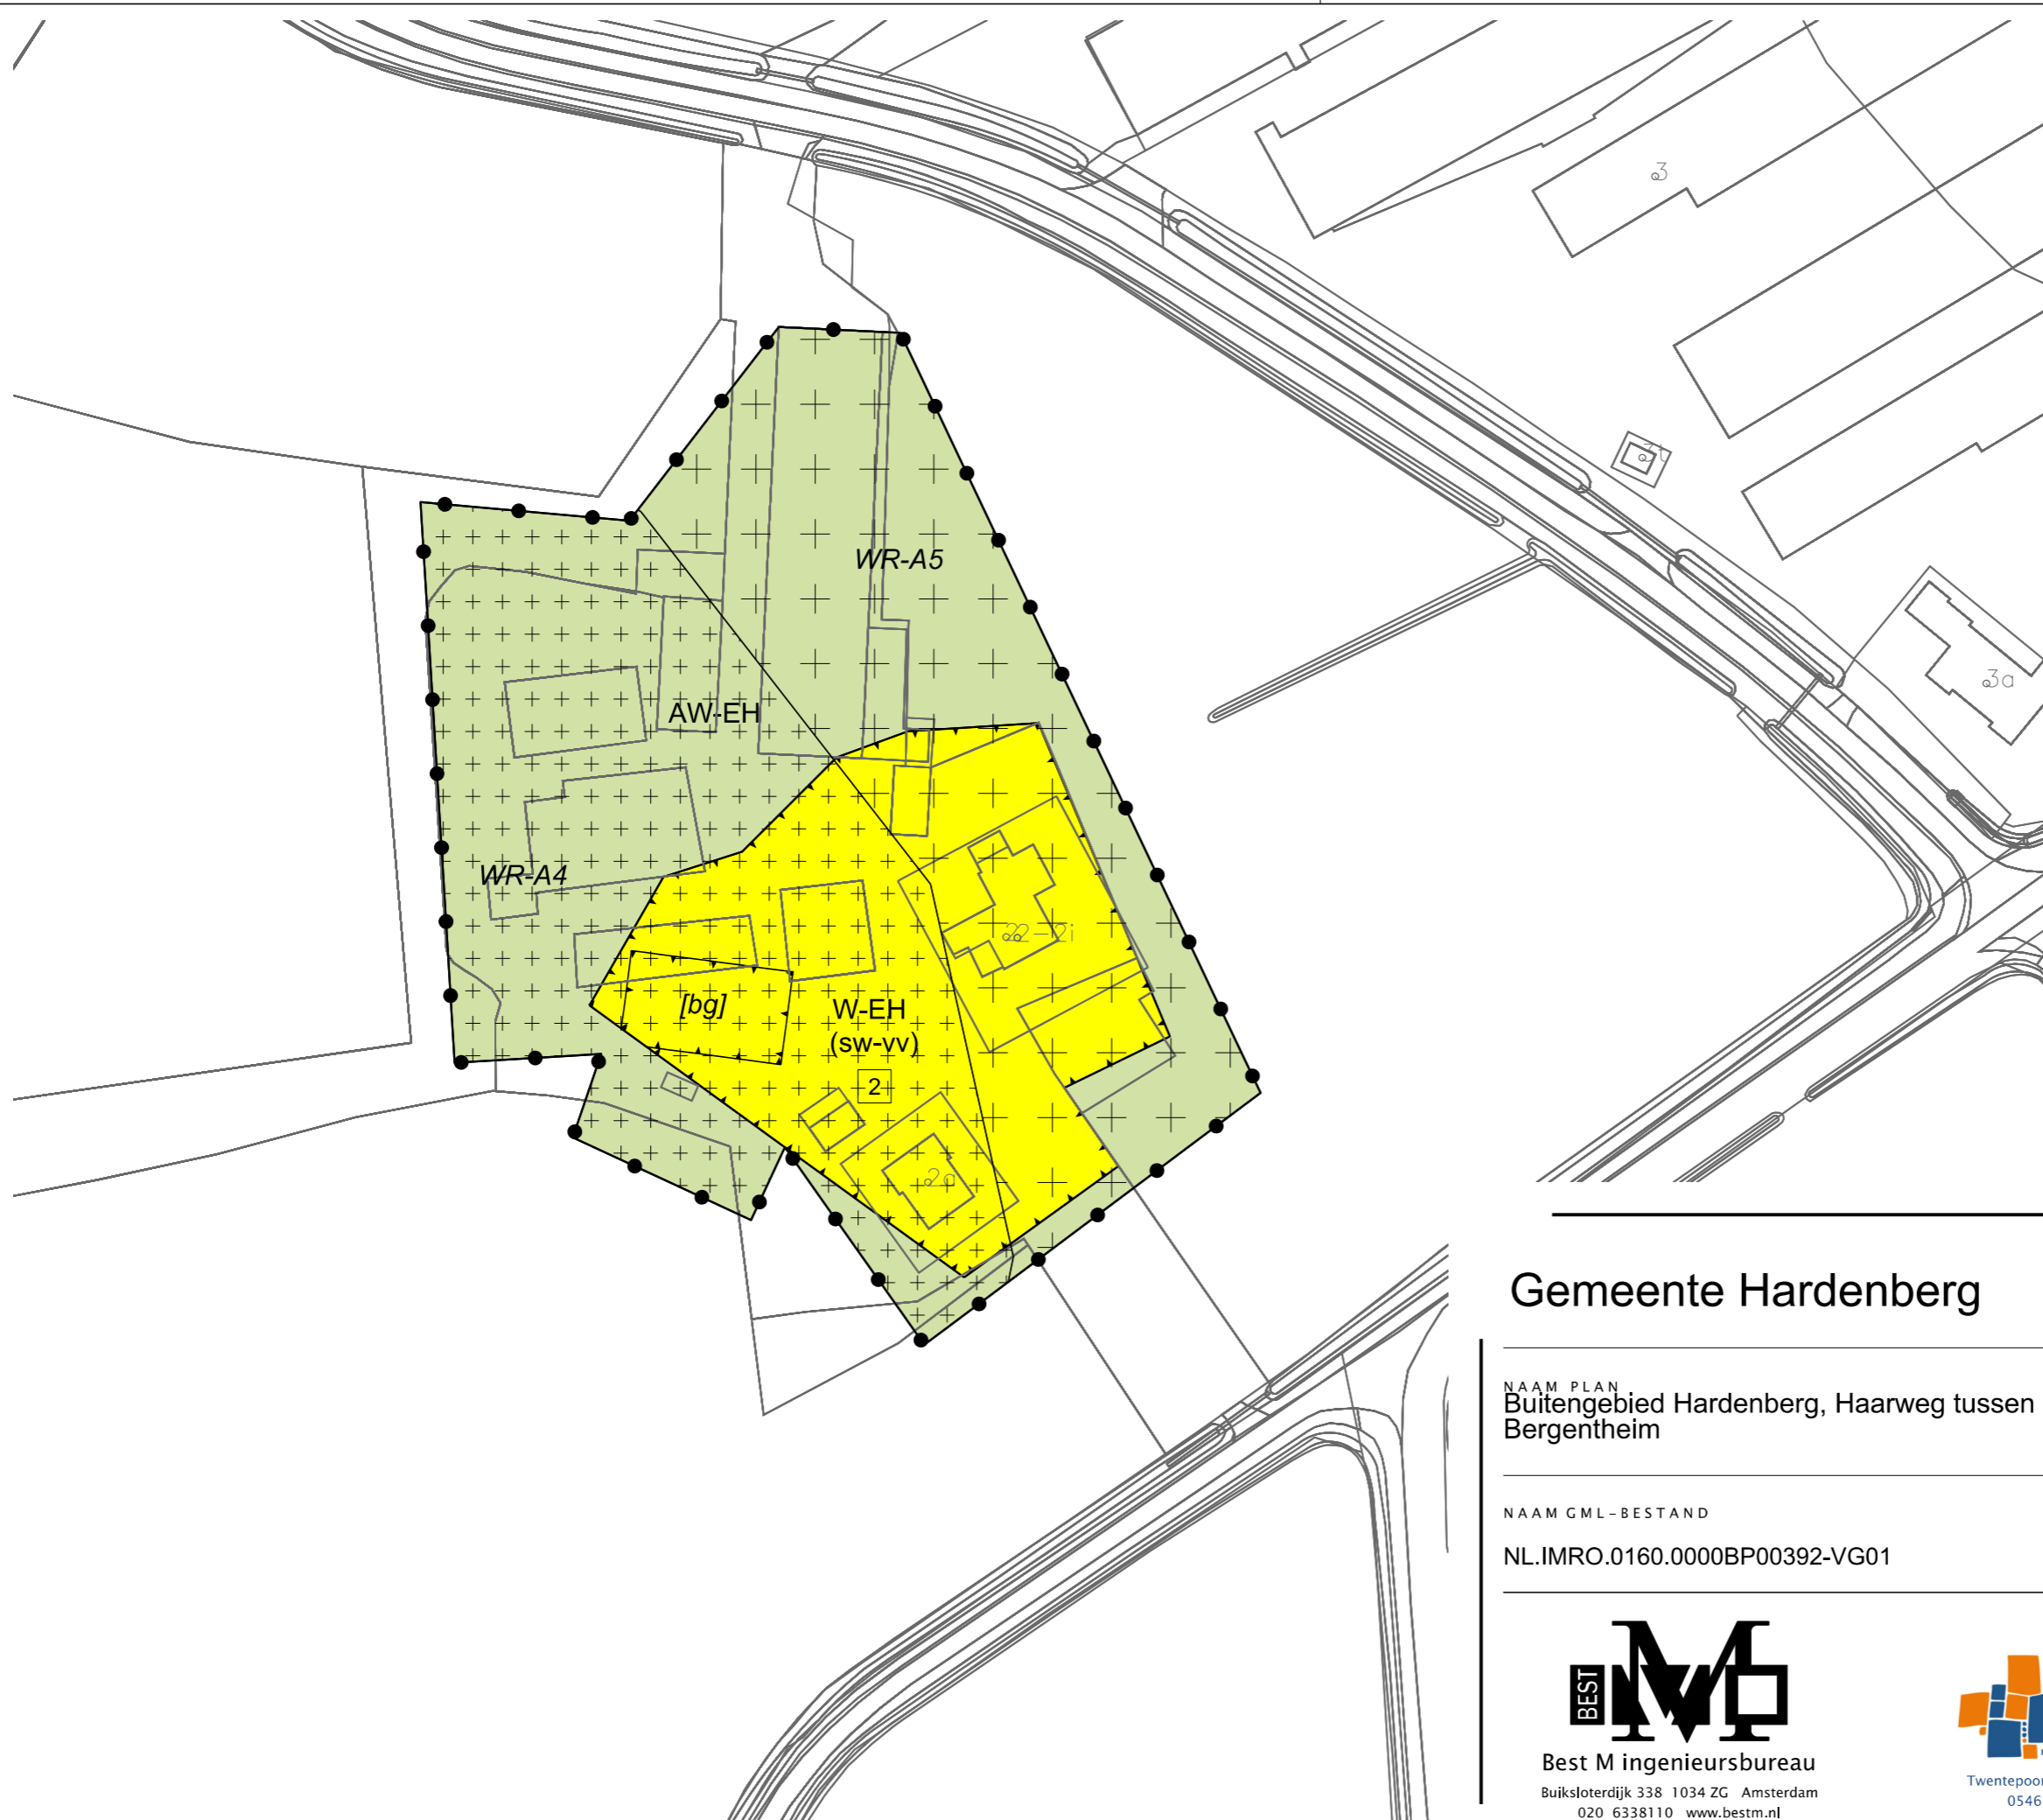 3
3a
WR-A5
AW-EH
WR-A4
[bg]
W-EH
(sw-vv)
2
2a
Gemeente Hardenberg
NAAM PLAN
Buitengebied Hardenberg, Haarweg tussen
Bergentheim
NAAM GML-BESTAND
NL.IMRO.0160.0000BP00392-VG01
BEST
Best M ingenieursbureau
Buiksloterdijk 338 1034 ZG Amsterdam
020 6338110 www.bestm.nl
Twentepoor
0546